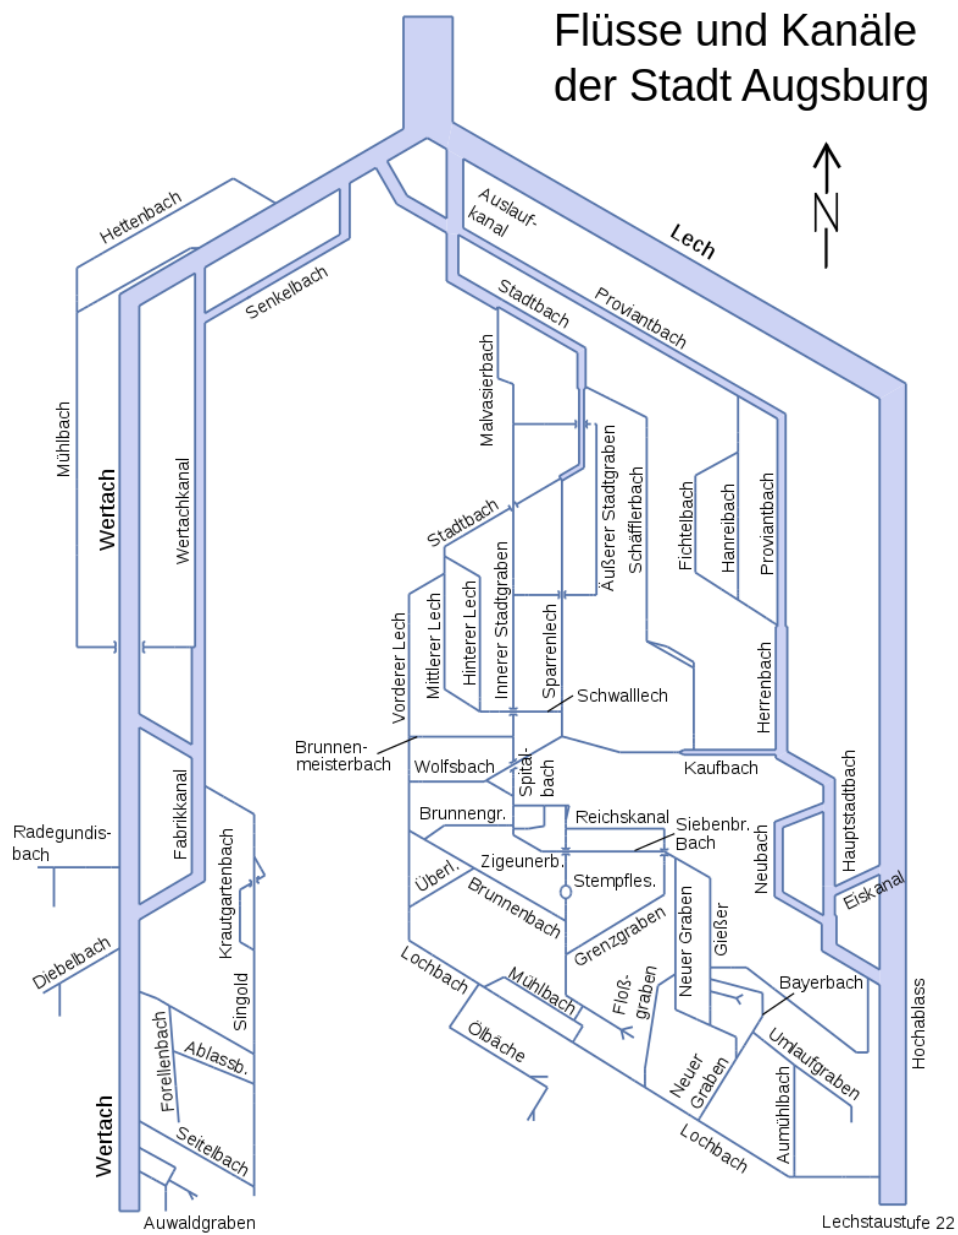 Flüsse und Kanäle
der Stadt Augsburg
N
Hettenbach
Auslauf-
kanal
Lech
Senkelbach
Stadtbach
Proviantbach
Mühlbach
Wertach
Wertachkanal
Malvasierbach
Stadtbach
Äußerer Stadtgraben
Schäfflerbach
Fichtelbach
Hanreibach
Proviantbach
Vorderer Lech
Mittlerer Lech
Hinterer Lech
Innerer Stadtgraben
Sparrenlech
Herrenbach
Schwalllech
Brunnen-
meisterbach
Wolfsbach
Spital-
bach
Kaufbach
Fabrikkanal
Hauptstadtbach
Neubach
Eiskanal
Radegundis-
bach
Krautgartenbach
Brunnengr.
Reichskanal
Siebenbr.
Bach
Zigeunerb.
Stempfles.
Überl.
Brunnenbach
Grenzgraben
Neuer Graben
Gießer
Diebelbach
Singold
Lochbach
Mühlbach
Floß-
graben
Bayerbach
Hochablass
Ölbäche
Umlaufgraben
Forellenbach
Ablassb.
Neuer
Graben
Wertach
Seitelbach
Lochbach
Aumühlbach
Auwaldgraben
Lechstaustufe 22